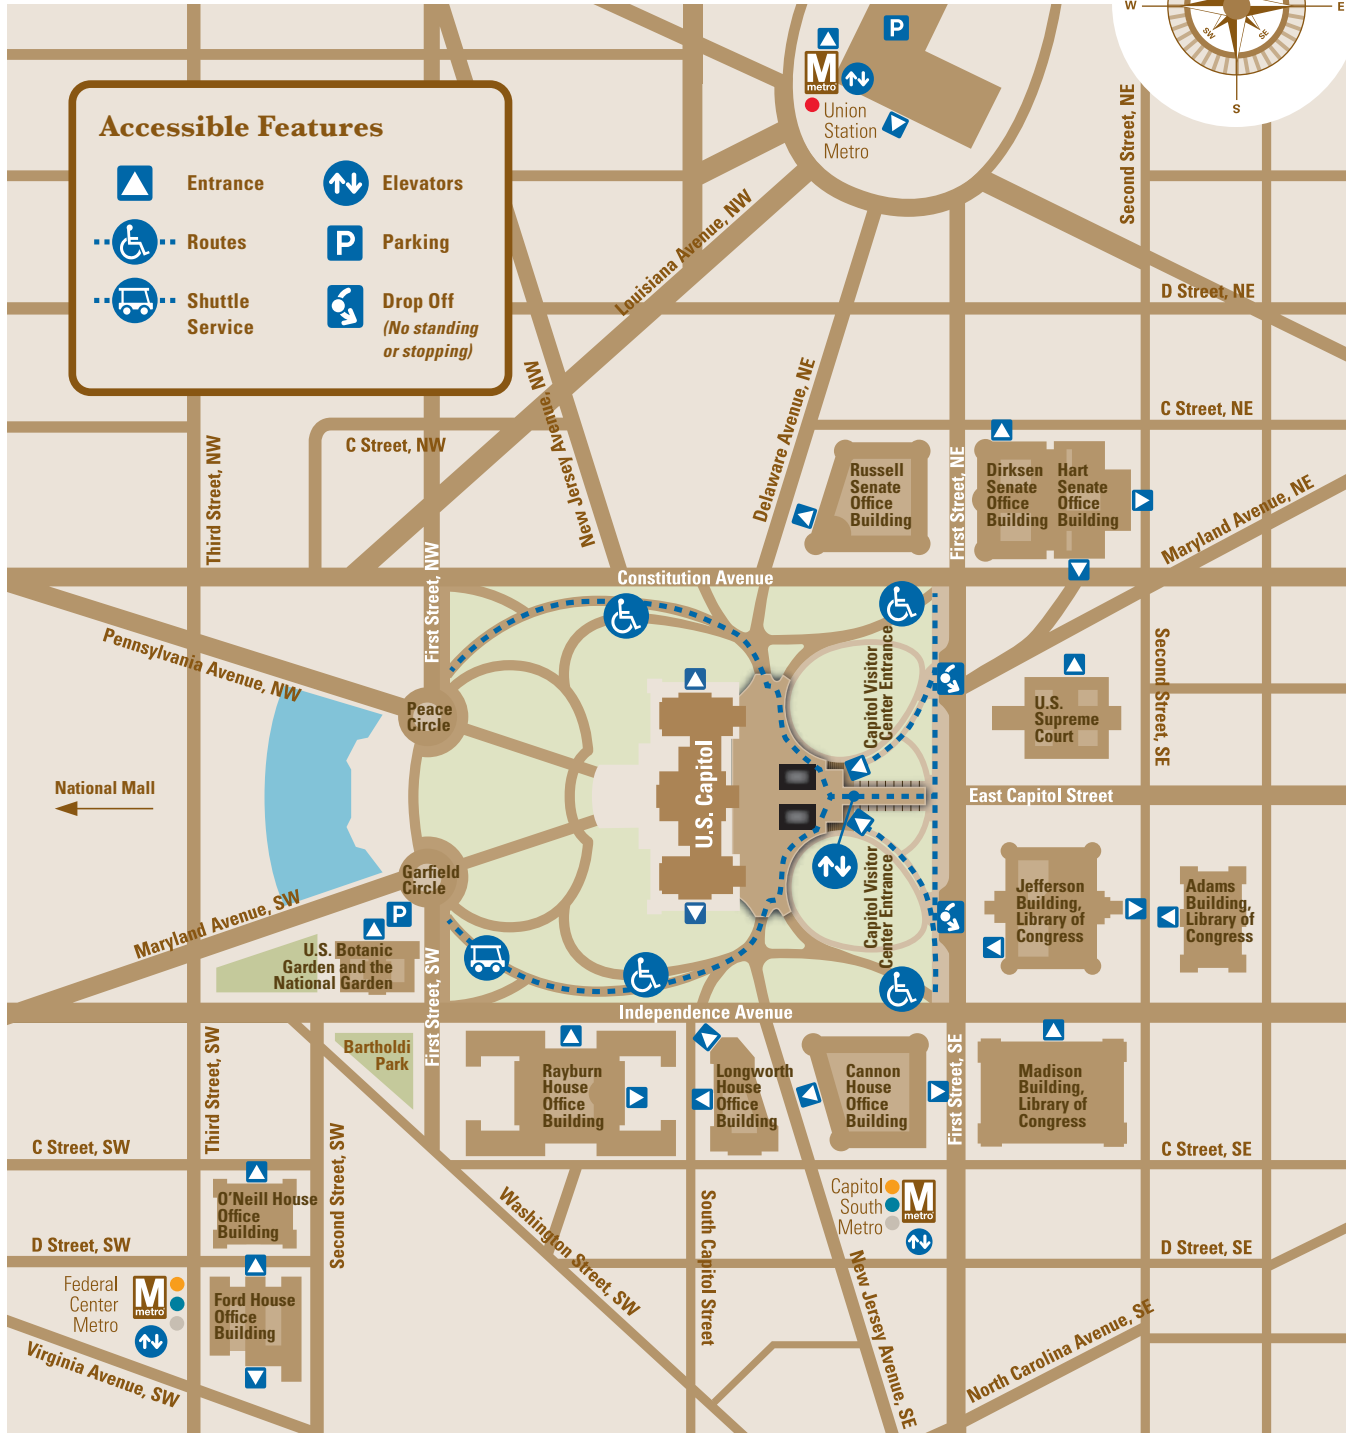 W
E
SW
SE
S
P
M
metro
Union
Station
Metro
Accessible Features
Entrance
Elevators
Routes
P
Parking
Shuttle
Service
Drop Off
(No standing
or stopping)
Second Street, NE
Louisiana Avenue, NW
D Street, NE
New Jersey Avenue, NW
Delaware Avenue, NE
C Street, NE
C Street, NW
Third Street, NW
First Street, NE
Russell
Senate
Office
Building
Dirksen
Senate
Office
Building
Hart
Senate
Office
Building
Maryland Avenue, NE
First Street, NW
Constitution Avenue
Pennsylvania Avenue, NW
Capitol Visitor
Center Entrance
Second Street, SE
Peace
Circle
U.S.
Supreme
Court
National Mall
U.S. Capitol
East Capitol Street
Garfield
Circle
Capitol Visitor
Center Entrance
Jefferson
Building,
Library of
Congress
Adams
Building,
Library of
Congress
Maryland Avenue, SW
P
U.S. Botanic
Garden and the
National Garden
First Street, SW
Independence Avenue
Third Street, SW
Bartholdi
Park
Rayburn
House
Office
Building
Longworth
House
Office
Building
Cannon
House
Office
Building
First Street, SE
Madison
Building,
Library of
Congress
C Street, SW
Second Street, SW
C Street, SE
O'Neill House
Office
Building
Washington Street, SW
South Capitol Street
Capitol
South
Metro
M
metro
D Street, SW
D Street, SE
New Jersey Avenue, SE
Federal
Center
Metro
M
metro
Ford House
Office
Building
Virginia Avenue, SW
North Carolina Avenue, SE